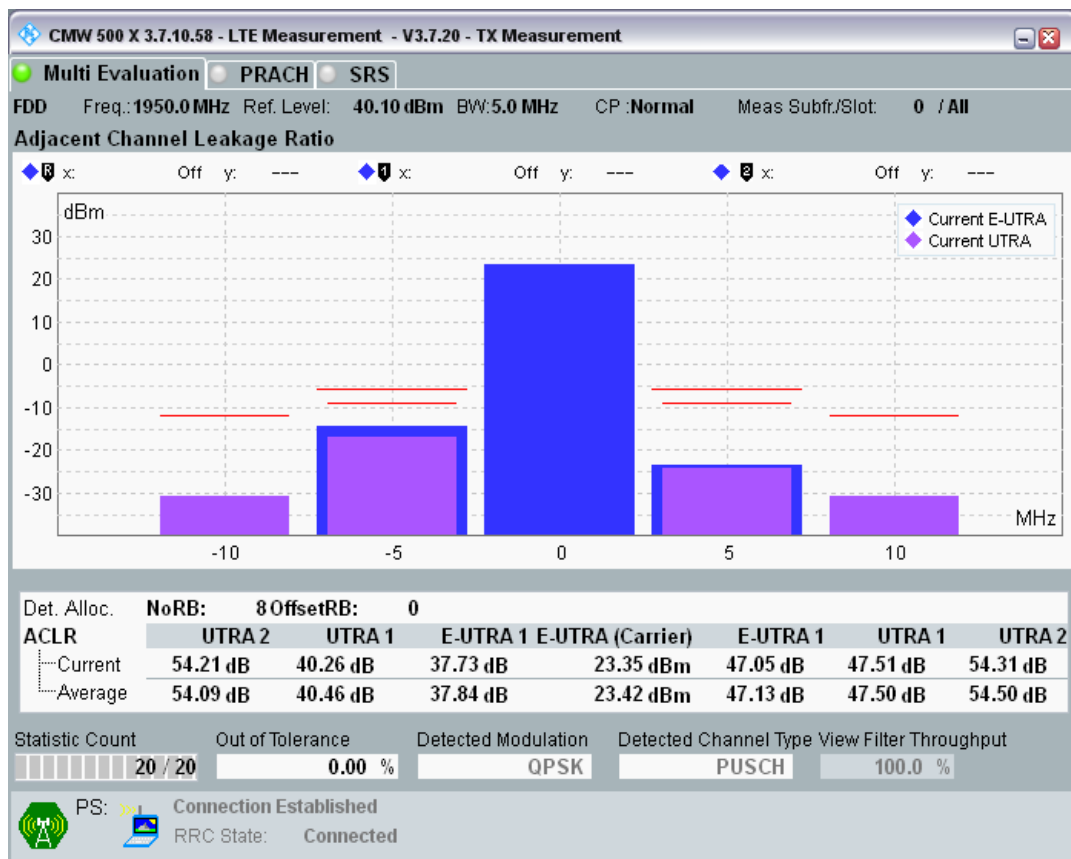 CMW 500 X 3.7.10.58 - LTE Measurement - V3.7.20 - TX Measurement
Multi Evaluation PRACH SRS
FDD Freq.: 1950.0 MHz Ref. Level: 40.10 dBm BW: 5.0 MHz CP : Normal Meas Subfr./Slot: 0 / All
Adjacent Channel Leakage Ratio
R x: Off y: --- 1 x: Off y: --- 2 x: Off y: ---
dBm
Current E-UTRA
Current UTRA
30
20
10
0
-10
-20
-30
MHz
-10 -5 0 5 10
Det. Alloc. NoRB: 8 OffsetRB: 0
ACLR UTRA 2 UTRA 1 E-UTRA 1 E-UTRA (Carrier) E-UTRA 1 UTRA 1 UTRA 2
Current 54.21 dB 40.26 dB 37.73 dB 23.35 dBm 47.05 dB 47.51 dB 54.31 dB
Average 54.09 dB 40.46 dB 37.84 dB 23.42 dBm 47.13 dB 47.50 dB 54.50 dB
Statistic Count Out of Tolerance Detected Modulation Detected Channel Type View Filter Throughput
20 / 20 0.00 % QPSK PUSCH 100.0 %
PS: Connection Established
RRC State: Connected